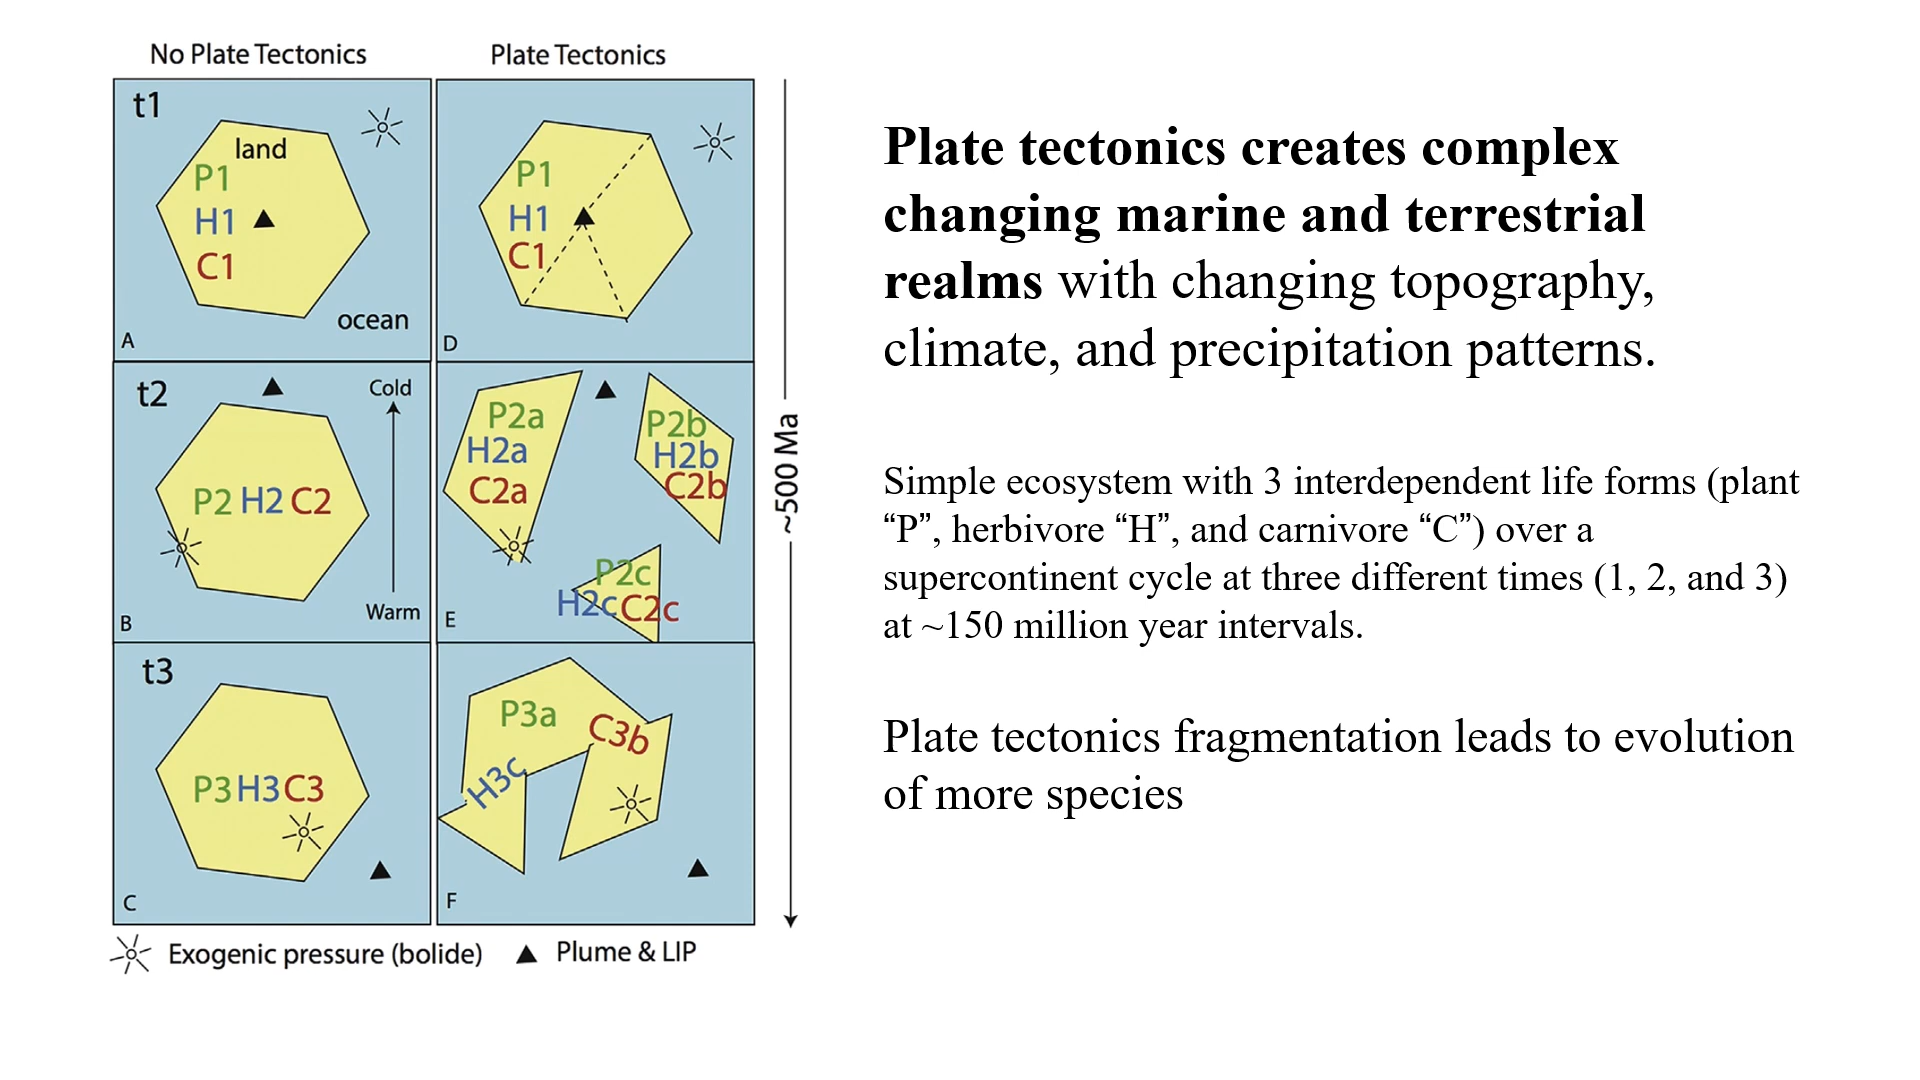 No Plate Tectonics
Plate Tectonics
t1
land
P1
H1
C1
ocean
A
P1
H1
C1
D
t2
Cold
P2 H2 C2
Warm
B
P2a
H2a
C2a
P2b
H2b
C2b
P2c
H2c C2c
E
t3
P3 H3 C3
C
P3a
C3b
H3c
F
~500 Ma
Exogenic pressure (bolide)
Plume & LIP
Plate tectonics creates complex
changing marine and terrestrial
realms with changing topography,
climate, and precipitation patterns.
Simple ecosystem with 3 interdependent life forms (plant
“P”, herbivore “H”, and carnivore “C”) over a
supercontinent cycle at three different times (1, 2, and 3)
at ~150 million year intervals.
Plate tectonics fragmentation leads to evolution
of more species